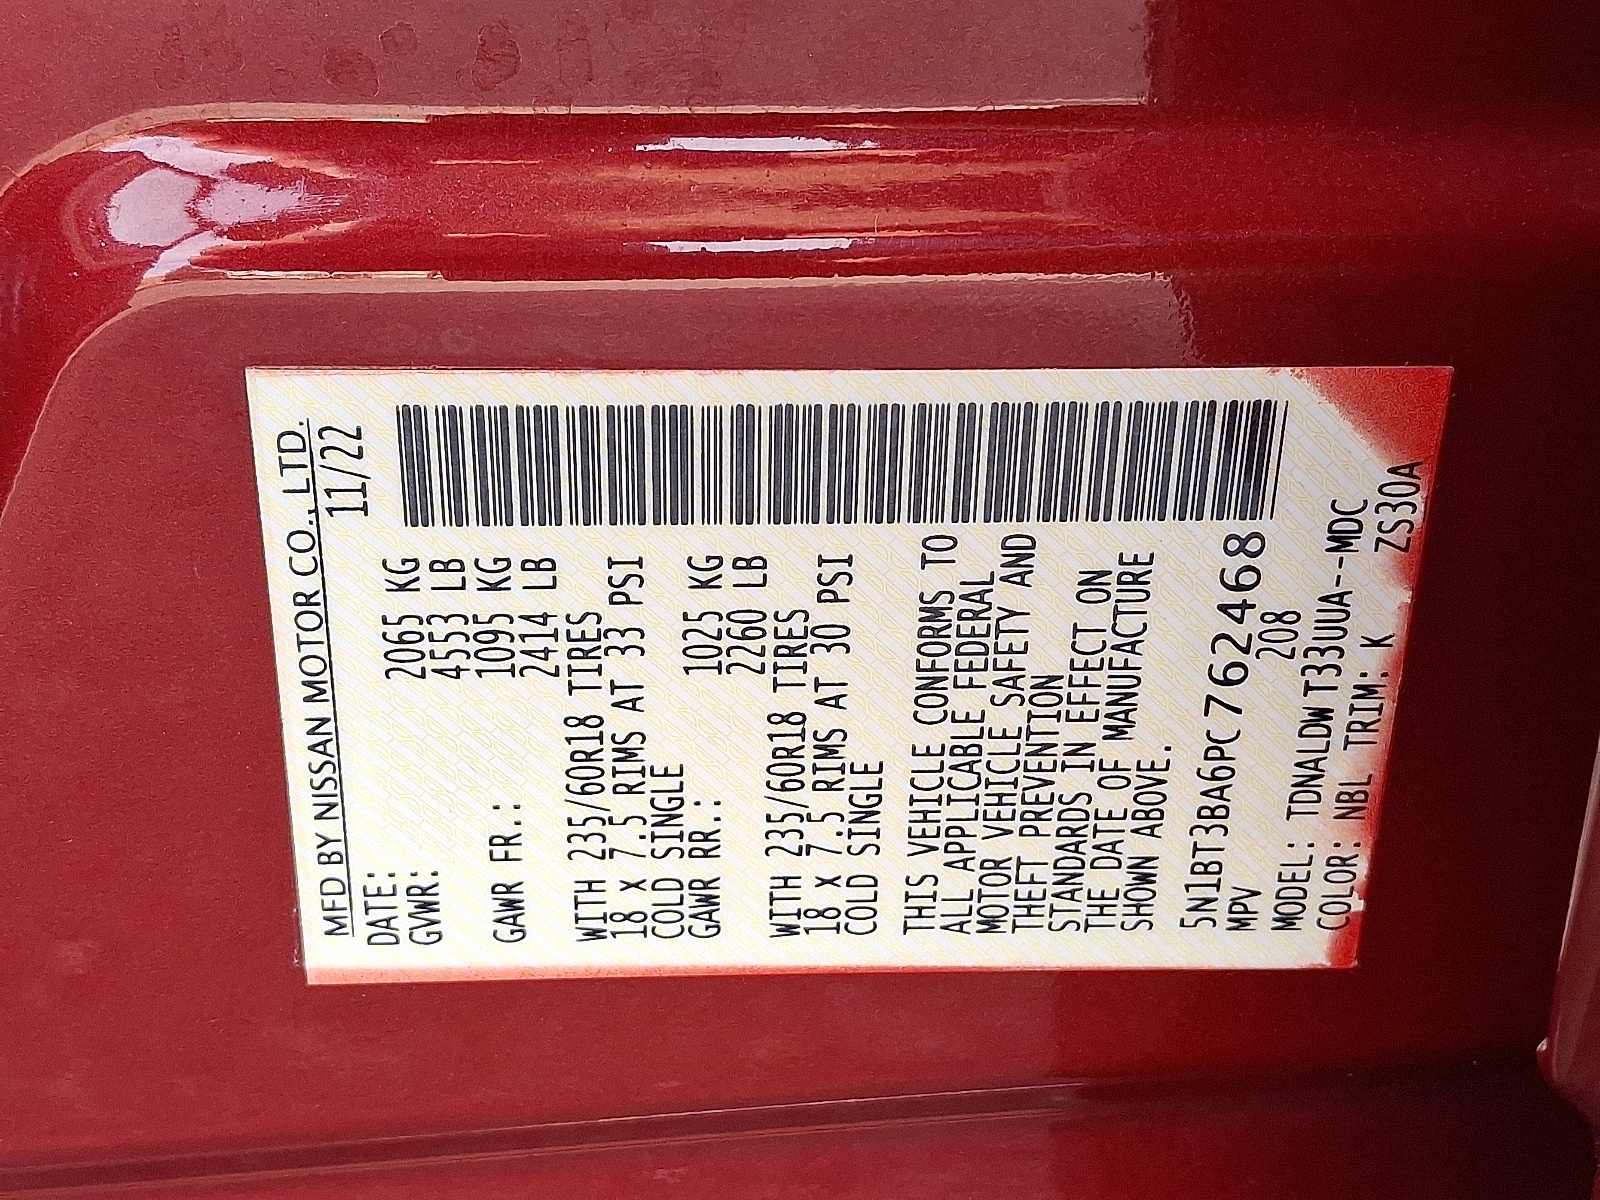 MFD BY NISSAN MOTOR CO., LTD.
DATE: 11/22
GVWR: 2065 KG
4553 LB
GAWR FR.: 1095 KG
2414 LB
WITH 235/60R18 TIRES
18 X 7.5 RIMS AT 33 PSI
COLD SINGLE
GAWR RR.: 1025 KG
2260 LB
WITH 235/60R18 TIRES
18 X 7.5 RIMS AT 30 PSI
COLD SINGLE
THIS VEHICLE CONFORMS TO
ALL APPLICABLE FEDERAL
MOTOR VEHICLE SAFETY AND
THEFT PREVENTION
STANDARDS IN EFFECT ON
THE DATE OF MANUFACTURE
SHOWN ABOVE.
5N1BT3BA6PC762468
MPV 208
MODEL: TDNALDW T33UUA--MDC
COLOR: NBL TRIM: K ZS30A